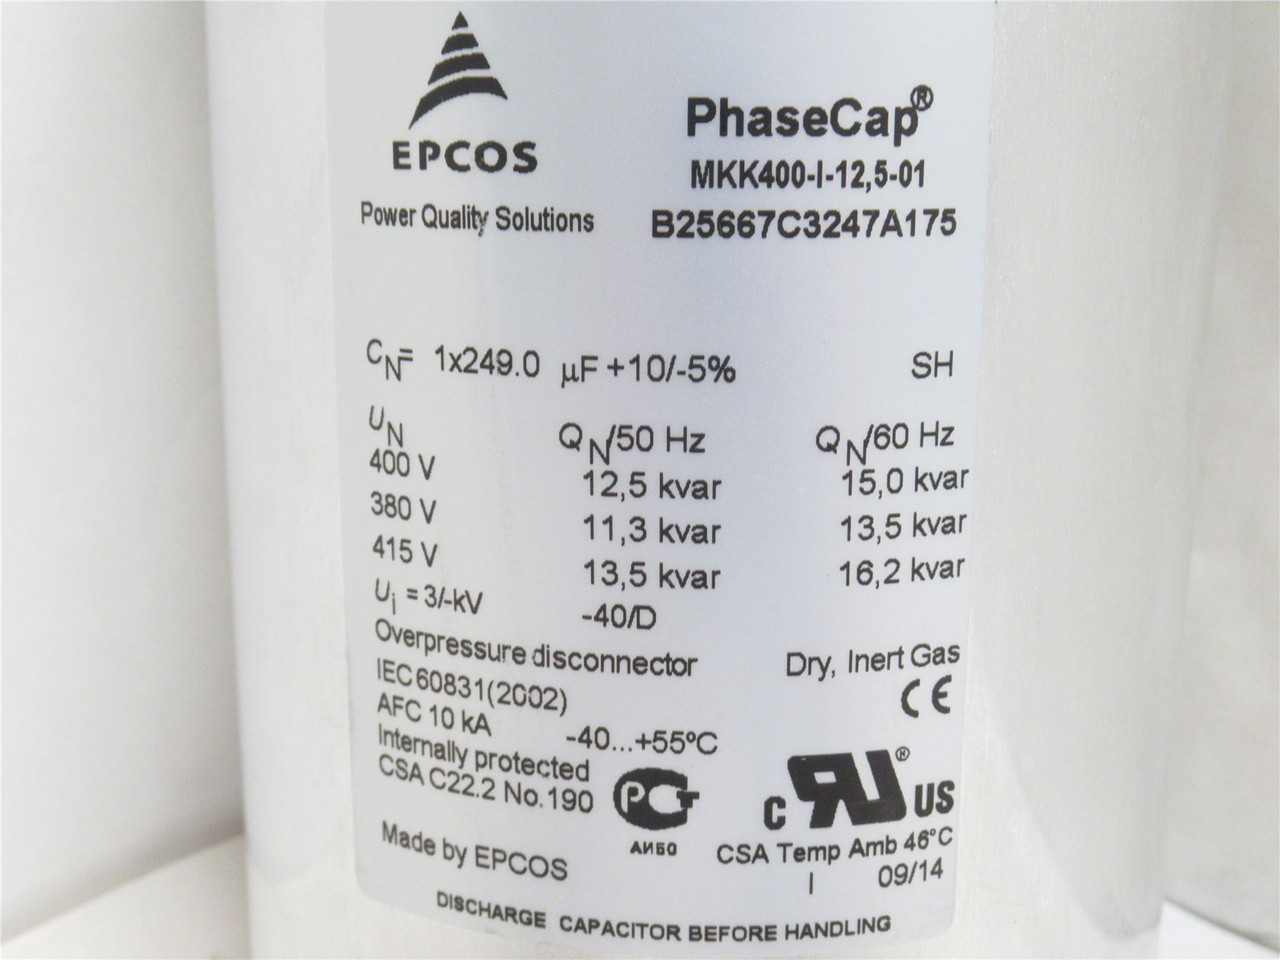 EPCOS
Power Quality Solutions
PhaseCap®
MKK400-I-12,5-01
B25667C3247A175
CN= 1x249.0 µF +10/-5% SH
UN QN/50 Hz QN/60 Hz
400 V 12,5 kvar 15,0 kvar
380 V 11,3 kvar 13,5 kvar
415 V 13,5 kvar 16,2 kvar
Ui = 3/-kV -40/D
Overpressure disconnector Dry, Inert Gas
IEC 60831(2002) CE
AFC 10 kA -40...+55ºC
Internally protected
CSA C22.2 No.190
РСТ
АИБ0
c RU ® US
CSA Temp Amb 46°C
Made by EPCOS I 09/14
DISCHARGE CAPACITOR BEFORE HANDLING